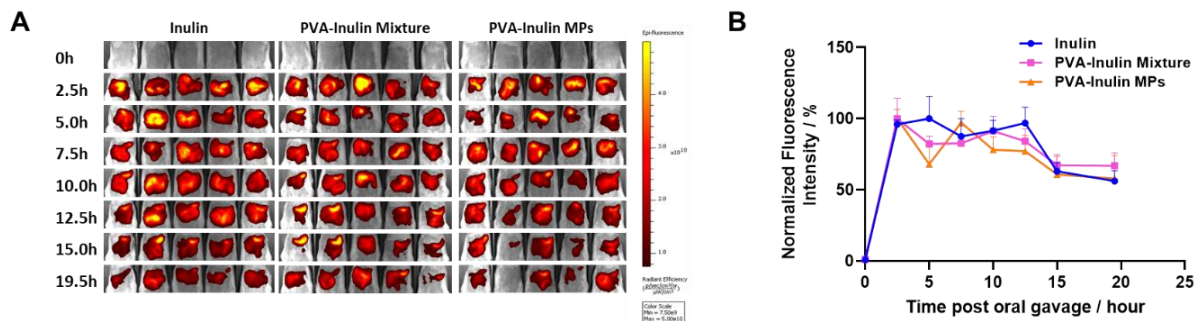 A
Inulin
PVA-Inulin Mixture
PVA-Inulin MPs
0h
2.5h
5.0h
7.5h
10.0h
12.5h
15.0h
19.5h
Epi-fluorescence
4.0
3.0
x10¹⁰
2.0
1.0
Radiant Efficiency
Color Scale
Min = 7.50e9
Max = 5.00e10
B
Inulin
PVA-Inulin Mixture
PVA-Inulin MPs
Normalized Fluorescence
Intensity / %
150
100
50
0
0
5
10
15
20
25
Time post oral gavage / hour